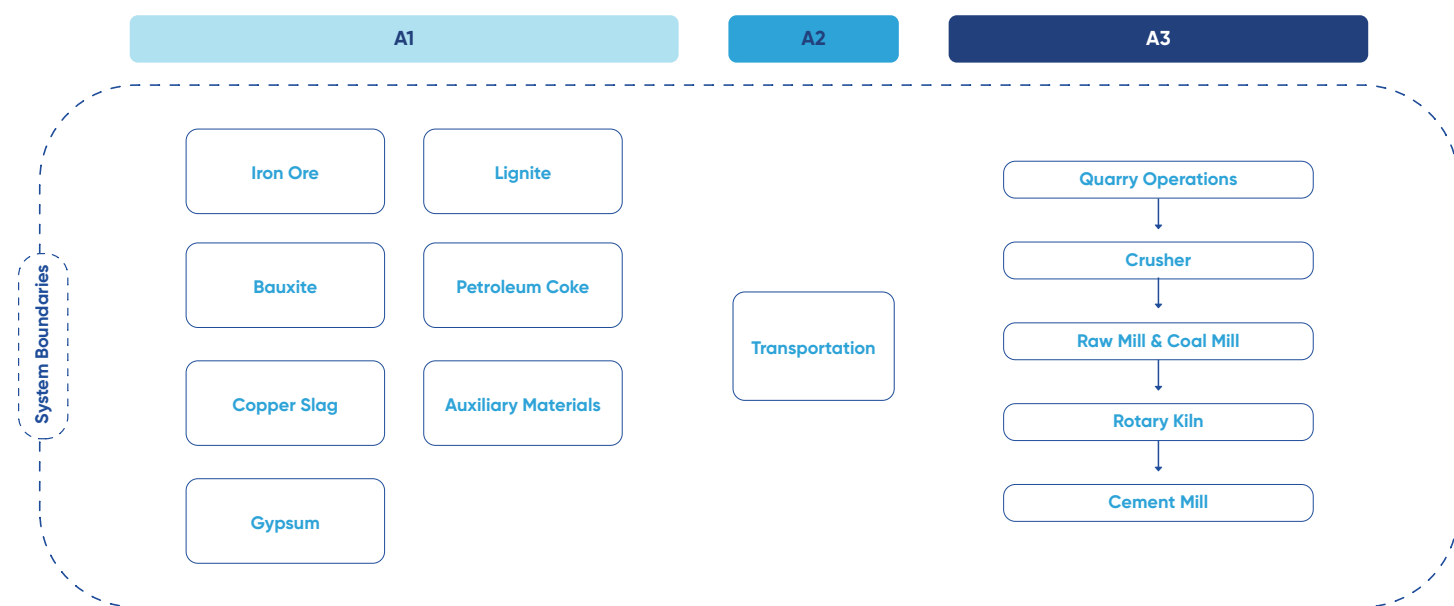 A1
A2
A3
System Boundaries
Iron Ore
Lignite
Bauxite
Petroleum Coke
Copper Slag
Auxiliary Materials
Gypsum
Transportation
Quarry Operations
Crusher
Raw Mill & Coal Mill
Rotary Kiln
Cement Mill